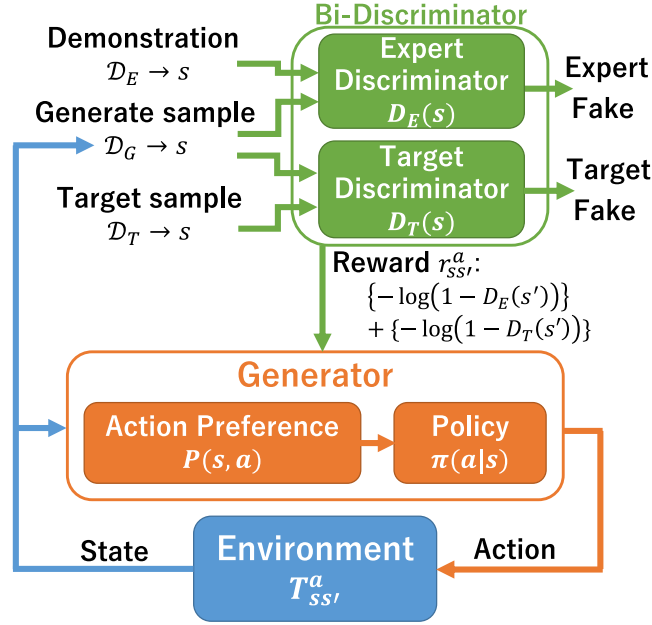 Bi-Discriminator
Demonstration
𝒟_E → s
Generate sample
𝒟_G → s
Target sample
𝒟_T → s
Expert
Discriminator
D_E(s)
Target
Discriminator
D_T(s)
Expert
Fake
Target
Fake
Reward r^a_{ss′}:
{−log(1 − D_E(s′))}
+ {−log(1 − D_T(s′))}
Generator
Action Preference
P(s, a)
Policy
π(a|s)
State
Environment
T^a_{ss′}
Action